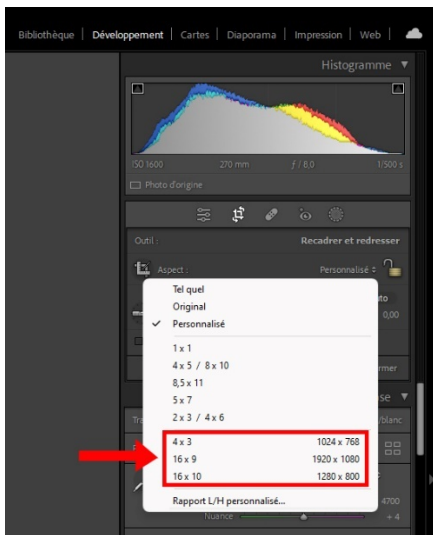 Bibliothèque | Développement | Cartes | Diaporama | Impression | Web |
Histogramme ▼
ISO 1600 270 mm ƒ / 8,0 1/500 s
Photo d'origine
Outil : Recadrer et redresser
Aspect : Personnalisé
Tel quel
Original
✓ Personnalisé
0,00
1 x 1
4 x 5 / 8 x 10
8,5 x 11
5 x 7
2 x 3 / 4 x 6
4 x 3 1024 x 768
16 x 9 1920 x 1080
16 x 10 1280 x 800
Rapport L/H personnalisé...
4700
Nuance + 4